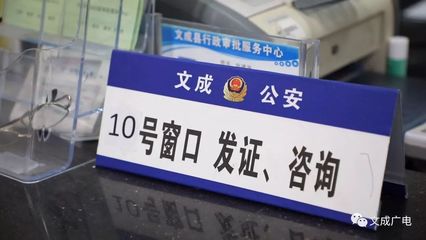 文成县行政审批服务中心
文成 公安
10号窗口 发证、咨询
文成广电